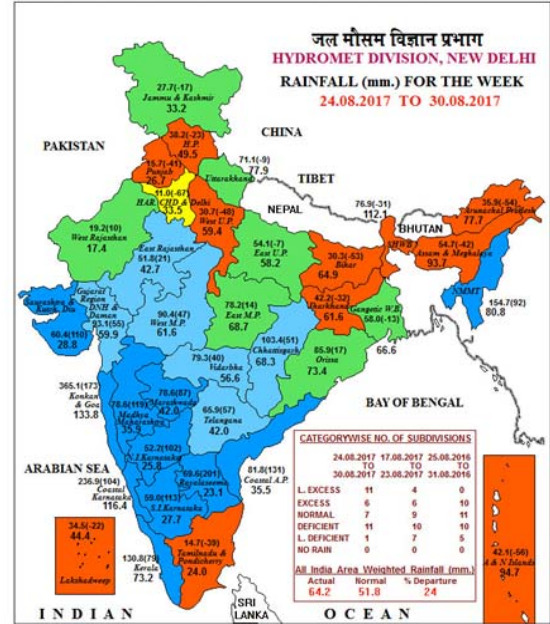 जल मौसम विज्ञान प्रभाग
HYDROMET DIVISION, NEW DELHI
RAINFALL (mm.) FOR THE WEEK
24.08.2017 TO 30.08.2017
27.7(-17)
Jammu & Kashmir
33.2
CHINA
38.2(-23)
H.P.
49.5
PAKISTAN
15.7(-41)
Punjab
26.7
71.1(-9)
Uttarakhand
77.9
TIBET
11.0(-67)
HAR. CHD & Delhi
33.5
NEPAL
30.7(-48)
West U.P.
59.4
76.9(-31)
112.1
BHUTAN
35.9(-54)
Arunachal Pradesh
77.7
19.2(10)
West Rajasthan
17.4
East Rajasthan
51.8(21)
42.7
54.1(-7)
East U.P.
58.2
30.3(-53)
Bihar
64.9
SHWB
54.7(-42)
Assam & Meghalaya
93.7
NMMT
154.7(92)
80.8
Saurashtra &
Kutch, Diu
60.4(110)
28.8
Gujarat
Region
DNH &
Daman
93.1(55)
59.9
90.4(47)
West M.P.
61.6
78.2(14)
East M.P.
68.7
42.2(-32)
Jharkhand
61.6
Gangetic W.B.
58.0(-13)
66.6
79.3(40)
Vidarbha
56.6
103.4(51)
Chhattisgarh
68.3
85.9(17)
Orissa
73.4
365.1(173
Konkan
& Goa
133.8
78.6(119)
Madhya
Maharashtra
35.9
78.6(87)
Marathwada
42.0
65.9(57)
Telangana
42.0
BAY OF BENGAL
ARABIAN SEA
52.2(102)
N.I.Karnataka
25.8
69.6(201)
Rayalaseema
23.1
81.8(131)
Coastal A.P.
35.5
236.9(104)
Coastal
Karnataka
116.4
59.0(113)
S.I.Karnataka
27.7
34.5(-22)
44.4
Lakshadweep
130.8(79)
Kerala
73.2
14.7(-39)
Tamilnadu &
Pondicherry
24.0
CATEGORYWISE NO. OF SUBDIVISIONS
24.08.2017 17.08.2017 25.08.2016
TO TO TO
30.08.2017 23.08.2017 31.08.2016
L. EXCESS 11 4 0
EXCESS 6 6 10
NORMAL 7 9 11
DEFICIENT 11 10 10
L. DEFICIENT 1 7 5
NO RAIN 0 0 0
All India Area Weighted Rainfall (mm.)
Actual Normal % Departure
64.2 51.8 24
42.1(-56)
A & N Islands
94.7
SRI
LANKA
INDIAN OCEAN